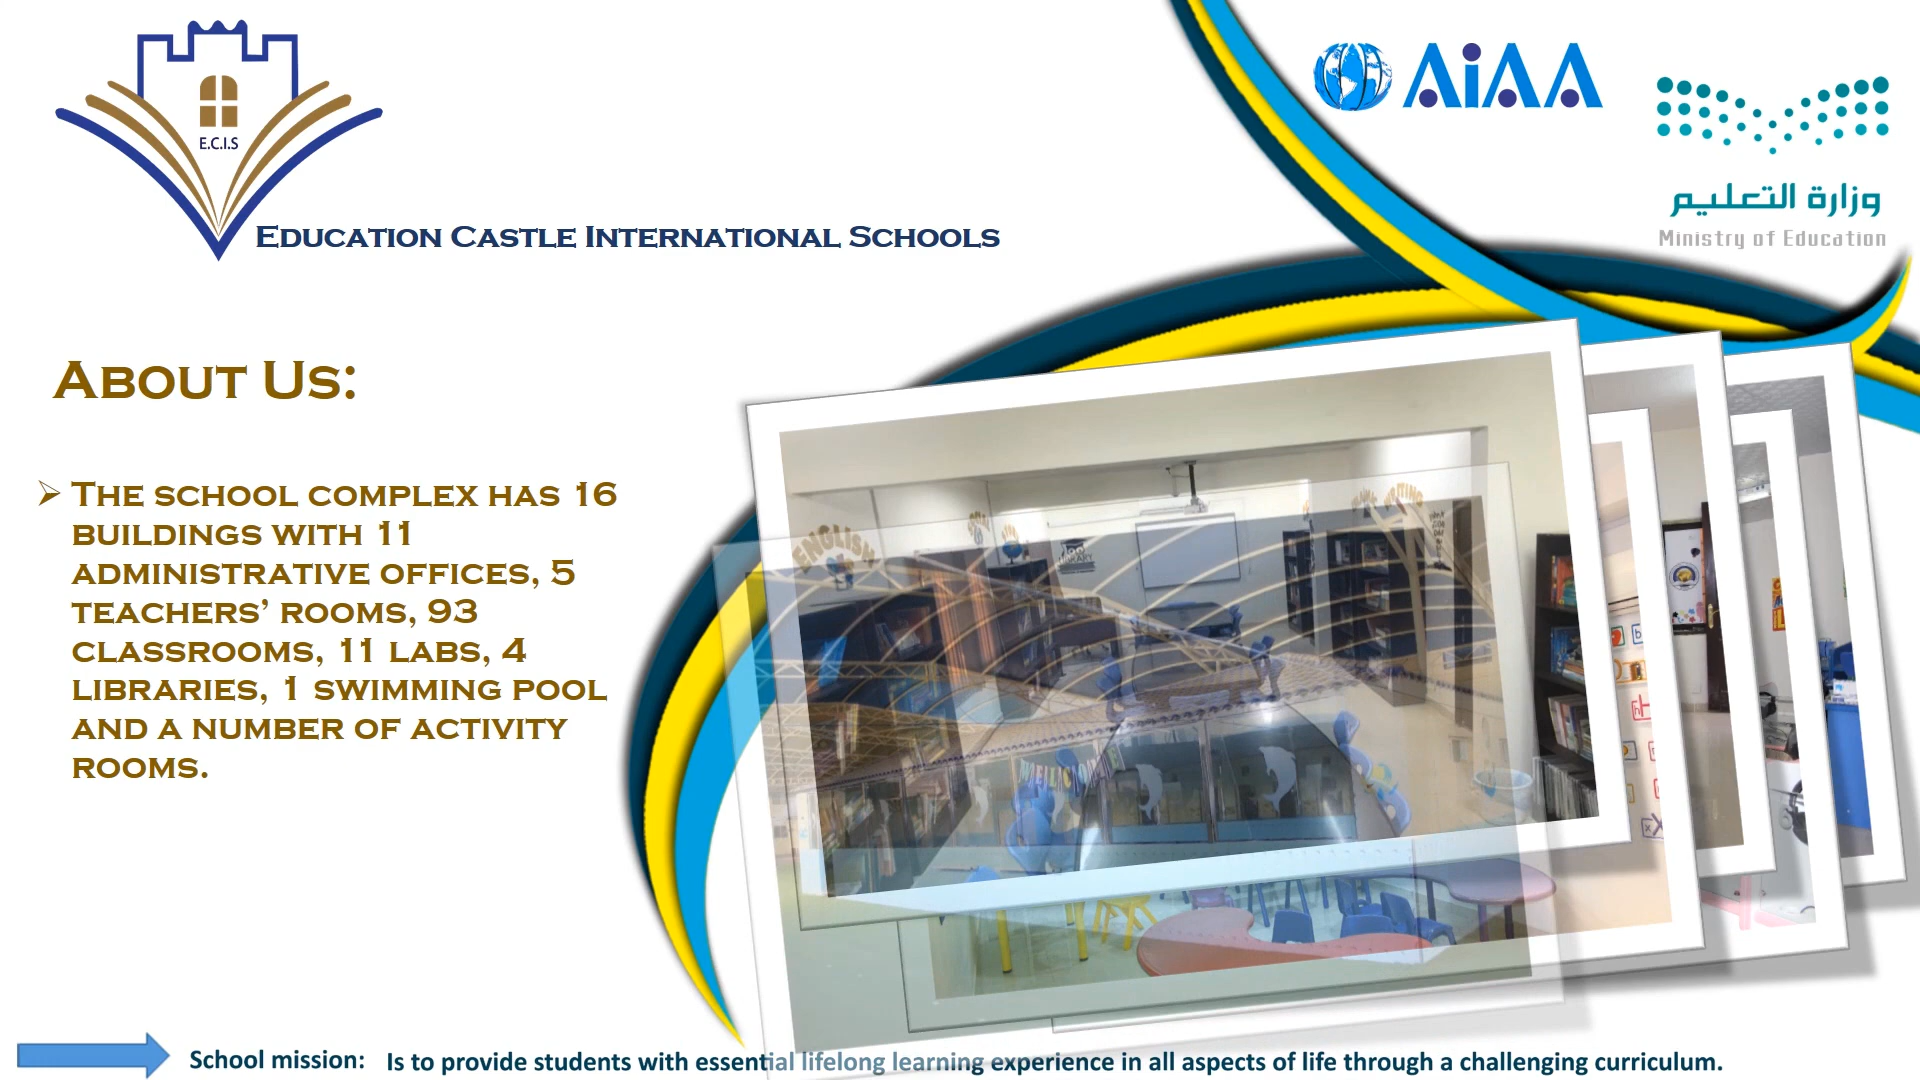 E.C.I.S
EDUCATION CASTLE INTERNATIONAL SCHOOLS
AiAA
وزارة التعليم
Ministry of Education
ABOUT US:
➢ THE SCHOOL COMPLEX HAS 16
BUILDINGS WITH 11
ADMINISTRATIVE OFFICES, 5
TEACHERS’ ROOMS, 93
CLASSROOMS, 11 LABS, 4
LIBRARIES, 1 SWIMMING POOL
AND A NUMBER OF ACTIVITY
ROOMS.
ENGLISH
LIBRARY
School mission: Is to provide students with essential lifelong learning experience in all aspects of life through a challenging curriculum.